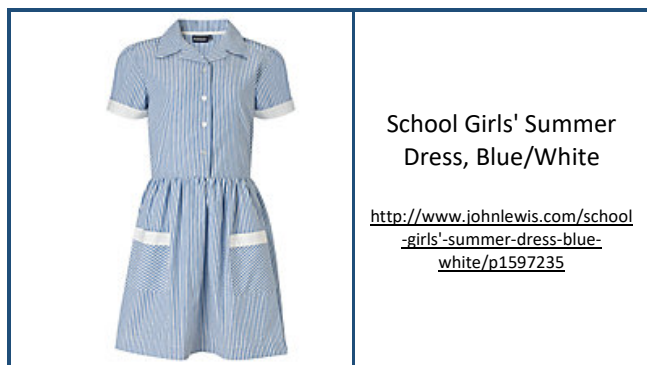 School Girls' Summer
Dress, Blue/White
http://www.johnlewis.com/school
-girls'-summer-dress-blue-
white/p1597235